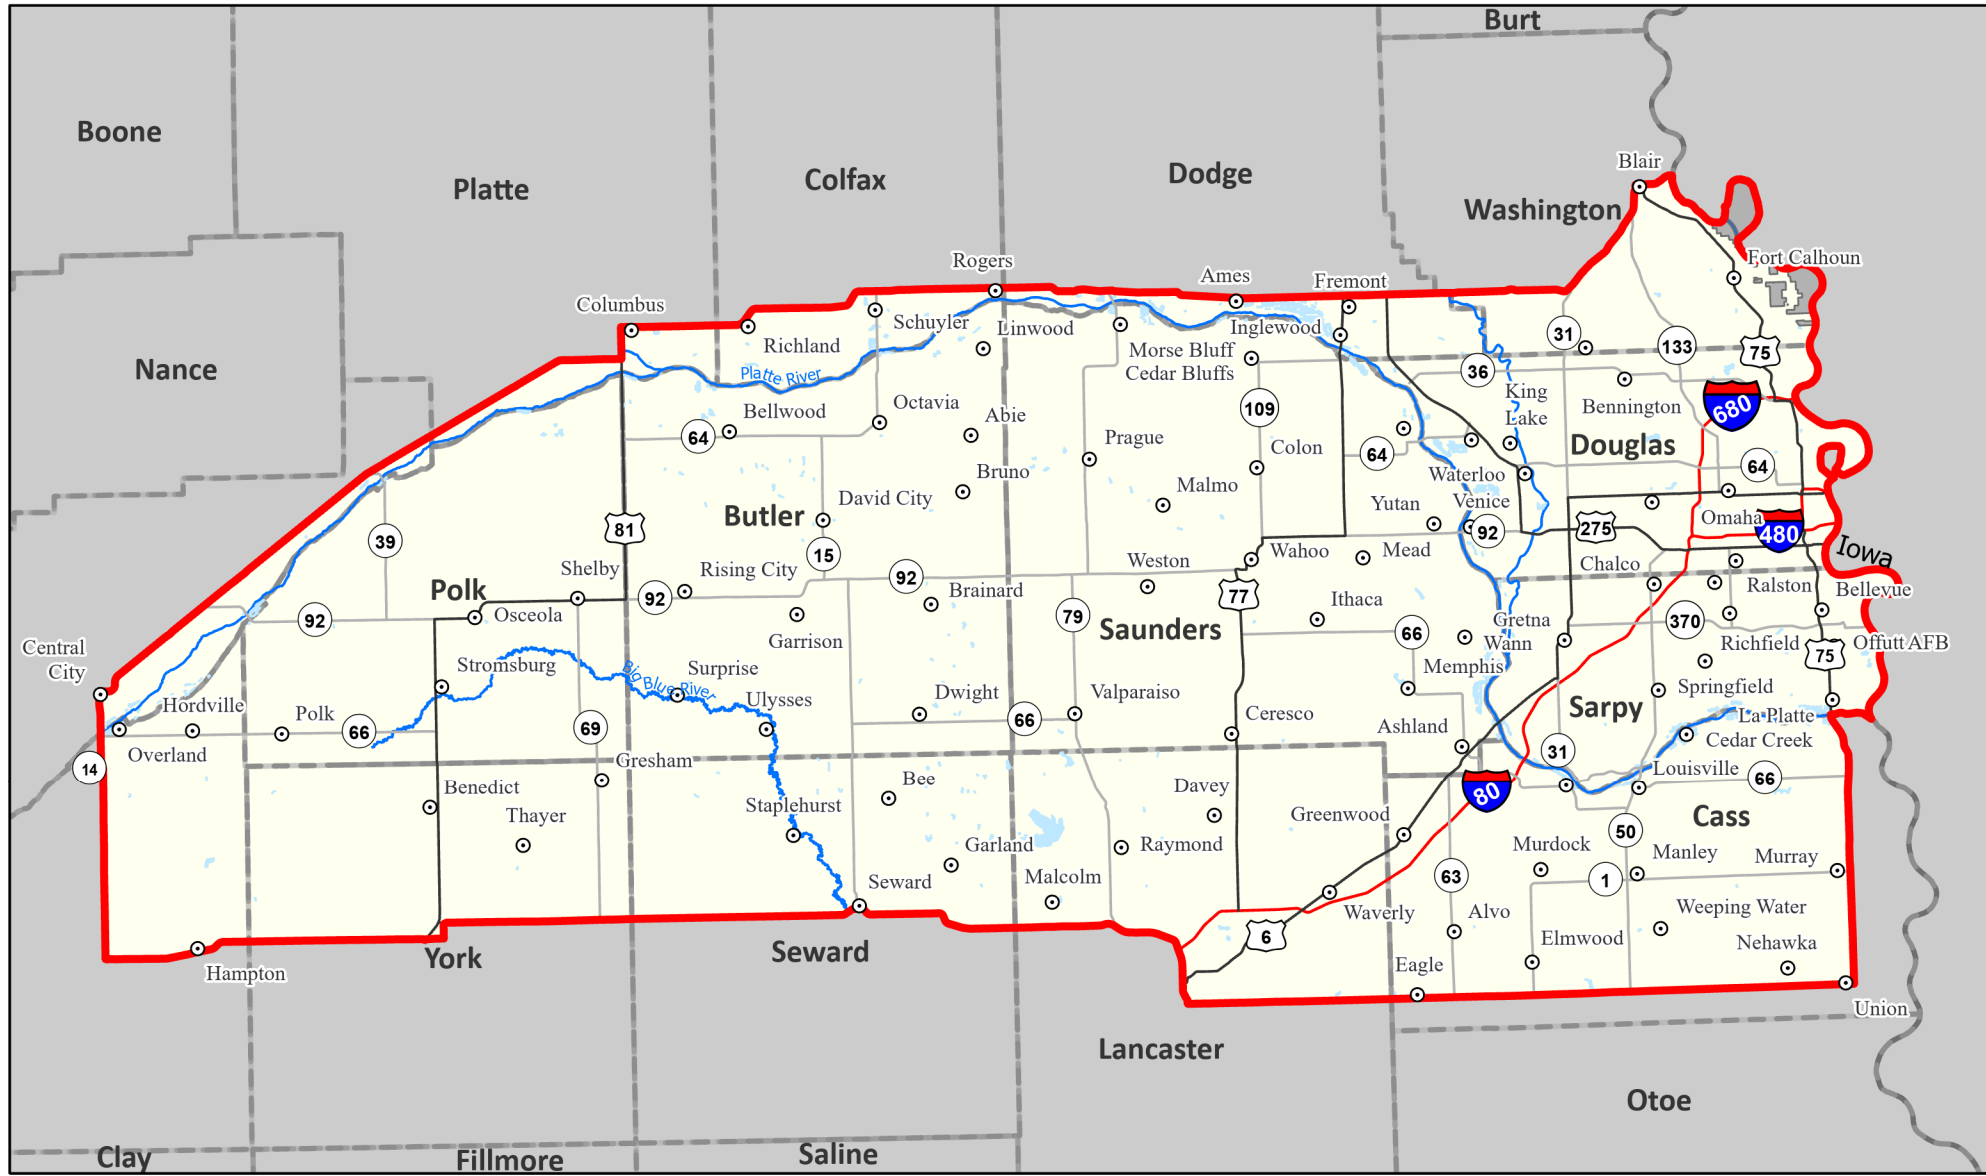 Burt
Boone
Platte
Colfax
Dodge
Blair
Washington
Rogers
Ames
Fremont
Fort Calhoun
Columbus
Schuyler
Linwood
Inglewood
31
133
75
Richland
Morse Bluff
Cedar Bluffs
Nance
Platte River
36
King
Lake
Bennington
680
Bellwood
Octavia
Abie
109
64
Prague
Colon
64
Douglas
64
Bruno
Malmo
Waterloo
David City
Yutan
Venice
Butler
81
92
275
Omaha
480
39
15
Wahoo
Mead
Iowa
Shelby
Rising City
Weston
Chalco
Ralston
Bellevue
Polk
92
92
Brainard
77
Ithaca
92
Osceola
Garrison
79
Saunders
66
Gretna
Wann
370
Richfield
Offutt AFB
75
Central
City
Stromsburg
Big Blue River
Surprise
Memphis
Springfield
Hordville
Polk
Ulysses
Dwight
Valparaiso
Sarpy
La Platte
66
69
66
Ceresco
Ashland
Cedar Creek
Overland
14
Gresham
31
Louisville
66
Benedict
Bee
Davey
80
Thayer
Staplehurst
Greenwood
Cass
50
Garland
Raymond
Murdock
Manley
Murray
Seward
Malcolm
63
1
Waverly
Alvo
Weeping Water
6
Elmwood
Nehawka
York
Seward
Hampton
Eagle
Union
Lancaster
Otoe
Clay
Fillmore
Saline